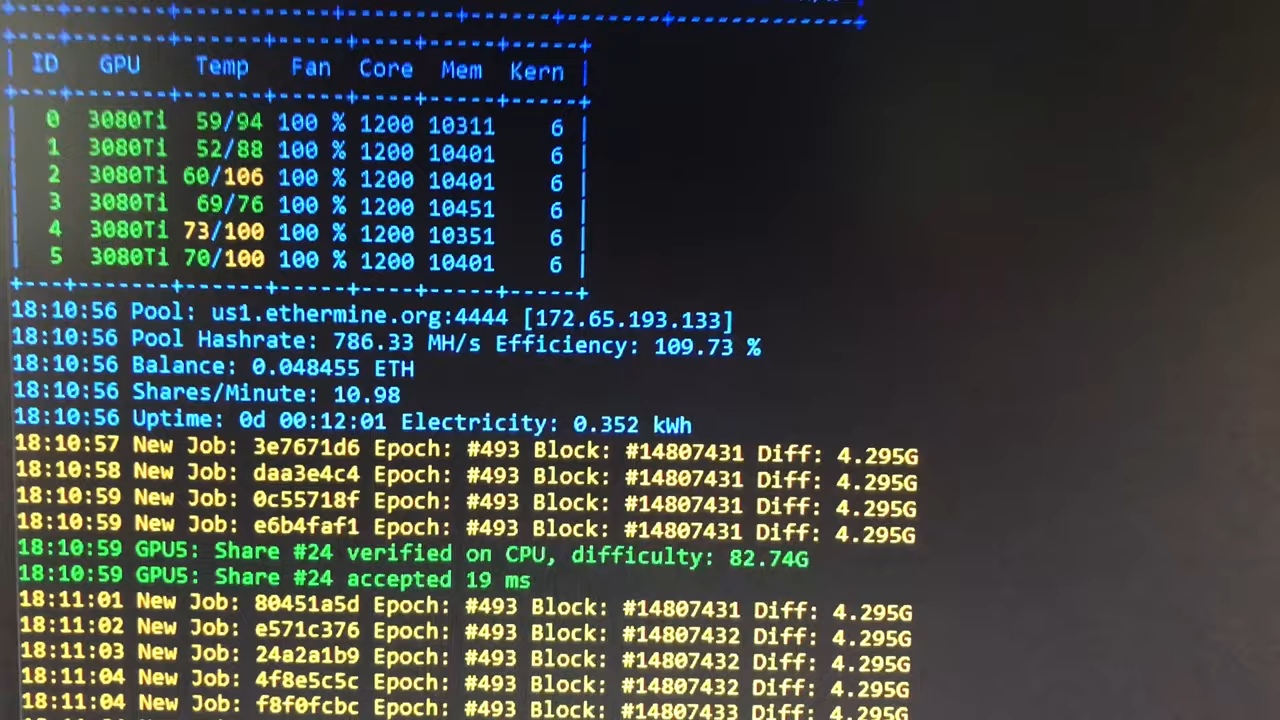 ID GPU Temp Fan Core Mem Kern
0 3080Ti 59/94 100 % 1200 10311 6
1 3080Ti 52/88 100 % 1200 10401 6
2 3080Ti 60/106 100 % 1200 10401 6
3 3080Ti 69/76 100 % 1200 10451 6
4 3080Ti 73/100 100 % 1200 10351 6
5 3080Ti 70/100 100 % 1200 10401 6
18:10:56 Pool: us1.ethermine.org:4444 [172.65.193.133]
18:10:56 Pool Hashrate: 786.33 MH/s Efficiency: 109.73 %
18:10:56 Balance: 0.048455 ETH
18:10:56 Shares/Minute: 10.98
18:10:56 Uptime: 0d 00:12:01 Electricity: 0.352 kWh
18:10:57 New Job: 3e7671d6 Epoch: #493 Block: #14807431 Diff: 4.295G
18:10:58 New Job: daa3e4c4 Epoch: #493 Block: #14807431 Diff: 4.295G
18:10:59 New Job: 0c55718f Epoch: #493 Block: #14807431 Diff: 4.295G
18:10:59 New Job: e6b4faf1 Epoch: #493 Block: #14807431 Diff: 4.295G
18:10:59 GPU5: Share #24 verified on CPU, difficulty: 82.74G
18:10:59 GPU5: Share #24 accepted 19 ms
18:11:01 New Job: 80451a5d Epoch: #493 Block: #14807431 Diff: 4.295G
18:11:02 New Job: e571c376 Epoch: #493 Block: #14807432 Diff: 4.295G
18:11:03 New Job: 24a2a1b9 Epoch: #493 Block: #14807432 Diff: 4.295G
18:11:04 New Job: 4f8e5c5c Epoch: #493 Block: #14807432 Diff: 4.295G
18:11:04 New Job: f8f0fcbc Epoch: #493 Block: #14807433 Diff: 4.295G